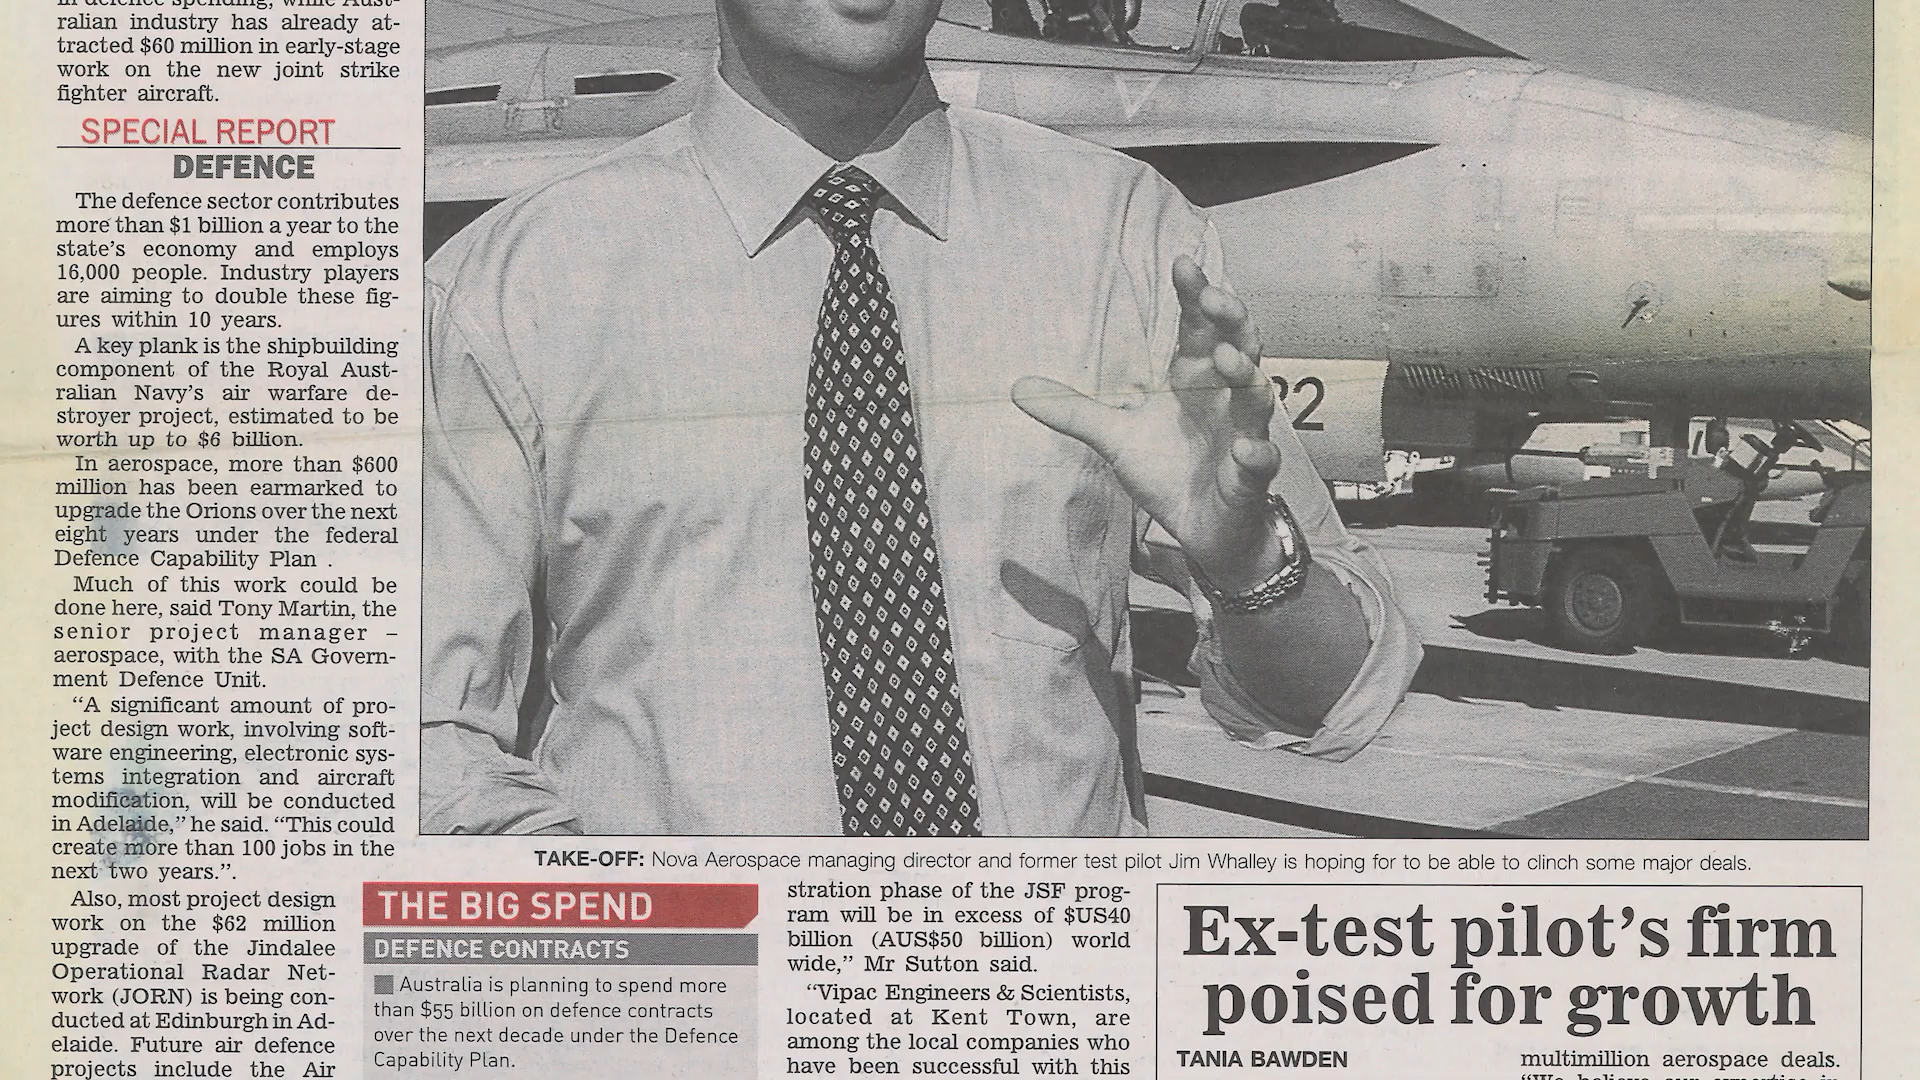 in defence spending, while Aust-
ralian industry has already at-
tracted $60 million in early-stage
work on the new joint strike
fighter aircraft.
SPECIAL REPORT
DEFENCE
The defence sector contributes
more than $1 billion a year to the
state's economy and employs
16,000 people. Industry players
are aiming to double these fig-
ures within 10 years.
A key plank is the shipbuilding
component of the Royal Aust-
ralian Navy's air warfare de-
stroyer project, estimated to be
worth up to $6 billion.
In aerospace, more than $600
million has been earmarked to
upgrade the Orions over the next
eight years under the federal
Defence Capability Plan .
Much of this work could be
done here, said Tony Martin, the
senior project manager –
aerospace, with the SA Govern-
ment Defence Unit.
“A significant amount of pro-
ject design work, involving soft-
ware engineering, electronic sys-
tems integration and aircraft
modification, will be conducted
in Adelaide,” he said. “This could
create more than 100 jobs in the
next two years.”.
Also, most project design
work on the $62 million
upgrade of the Jindalee
Operational Radar Net-
work (JORN) is being con-
ducted at Edinburgh in Ad-
elaide. Future air defence
projects include the Air
22
TAKE-OFF: Nova Aerospace managing director and former test pilot Jim Whalley is hoping for to be able to clinch some major deals.
THE BIG SPEND
DEFENCE CONTRACTS
■ Australia is planning to spend more
than $55 billion on defence contracts
over the next decade under the Defence
Capability Plan.
stration phase of the JSF prog-
ram will be in excess of $US40
billion (AUS$50 billion) world
wide,” Mr Sutton said.
“Vipac Engineers & Scientists,
located at Kent Town, are
among the local companies who
have been successful with this
Ex-test pilot's firm
poised for growth
TANIA BAWDEN
multimillion aerospace deals.
“We believe our expertise in